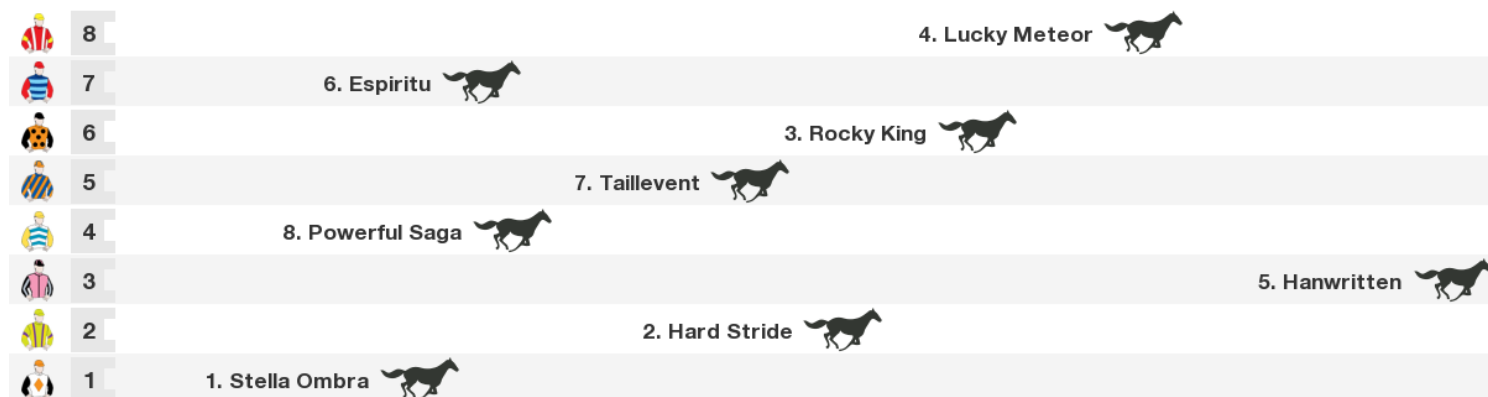 8 4. Lucky Meteor
7 6. Espiritu
6 3. Rocky King
5 7. Taillevent
4 8. Powerful Saga
3 5. Hanwritten
2 2. Hard Stride
1 1. Stella Ombra